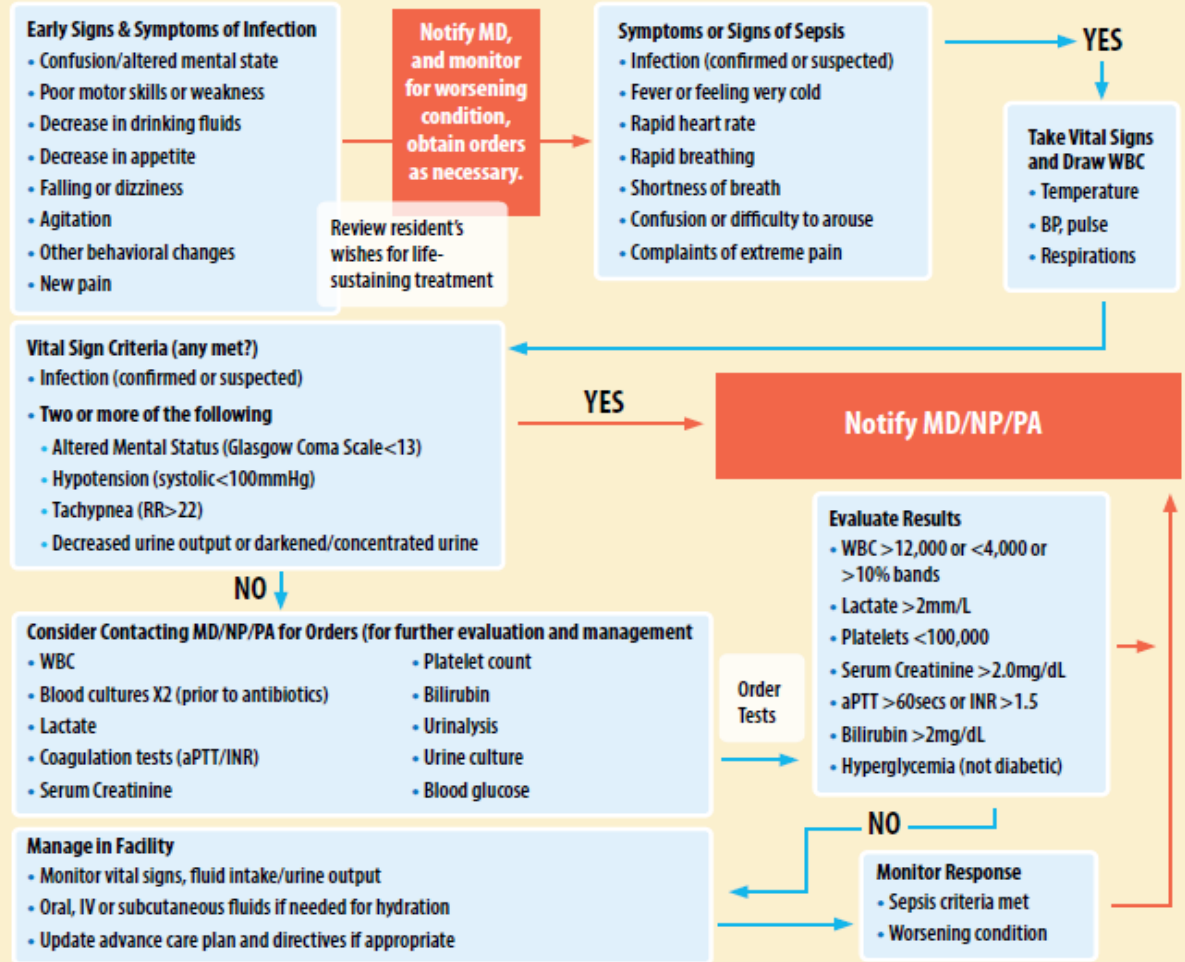 Early Signs & Symptoms of Infection
• Confusion/altered mental state
• Poor motor skills or weakness
• Decrease in drinking fluids
• Decrease in appetite
• Falling or dizziness
• Agitation
• Other behavioral changes
• New pain
Notify MD,
and monitor
for worsening
condition,
obtain orders
as necessary.
Review resident's
wishes for life-
sustaining treatment
Symptoms or Signs of Sepsis
• Infection (confirmed or suspected)
• Fever or feeling very cold
• Rapid heart rate
• Rapid breathing
• Shortness of breath
• Confusion or difficulty to arouse
• Complaints of extreme pain
YES
Take Vital Signs
and Draw WBC
• Temperature
• BP, pulse
• Respirations
Vital Sign Criteria (any met?)
• Infection (confirmed or suspected)
• Two or more of the following
• Altered Mental Status (Glasgow Coma Scale<13)
• Hypotension (systolic<100mmHg)
• Tachypnea (RR>22)
• Decreased urine output or darkened/concentrated urine
YES
Notify MD/NP/PA
NO
Consider Contacting MD/NP/PA for Orders (for further evaluation and management
• WBC
• Blood cultures X2 (prior to antibiotics)
• Lactate
• Coagulation tests (aPTT/INR)
• Serum Creatinine
• Platelet count
• Bilirubin
• Urinalysis
• Urine culture
• Blood glucose
Order
Tests
Evaluate Results
• WBC >12,000 or <4,000 or
>10% bands
• Lactate >2mm/L
• Platelets <100,000
• Serum Creatinine >2.0mg/dL
• aPTT >60secs or INR >1.5
• Bilirubin >2mg/dL
• Hyperglycemia (not diabetic)
NO
Manage in Facility
• Monitor vital signs, fluid intake/urine output
• Oral, IV or subcutaneous fluids if needed for hydration
• Update advance care plan and directives if appropriate
Monitor Response
• Sepsis criteria met
• Worsening condition